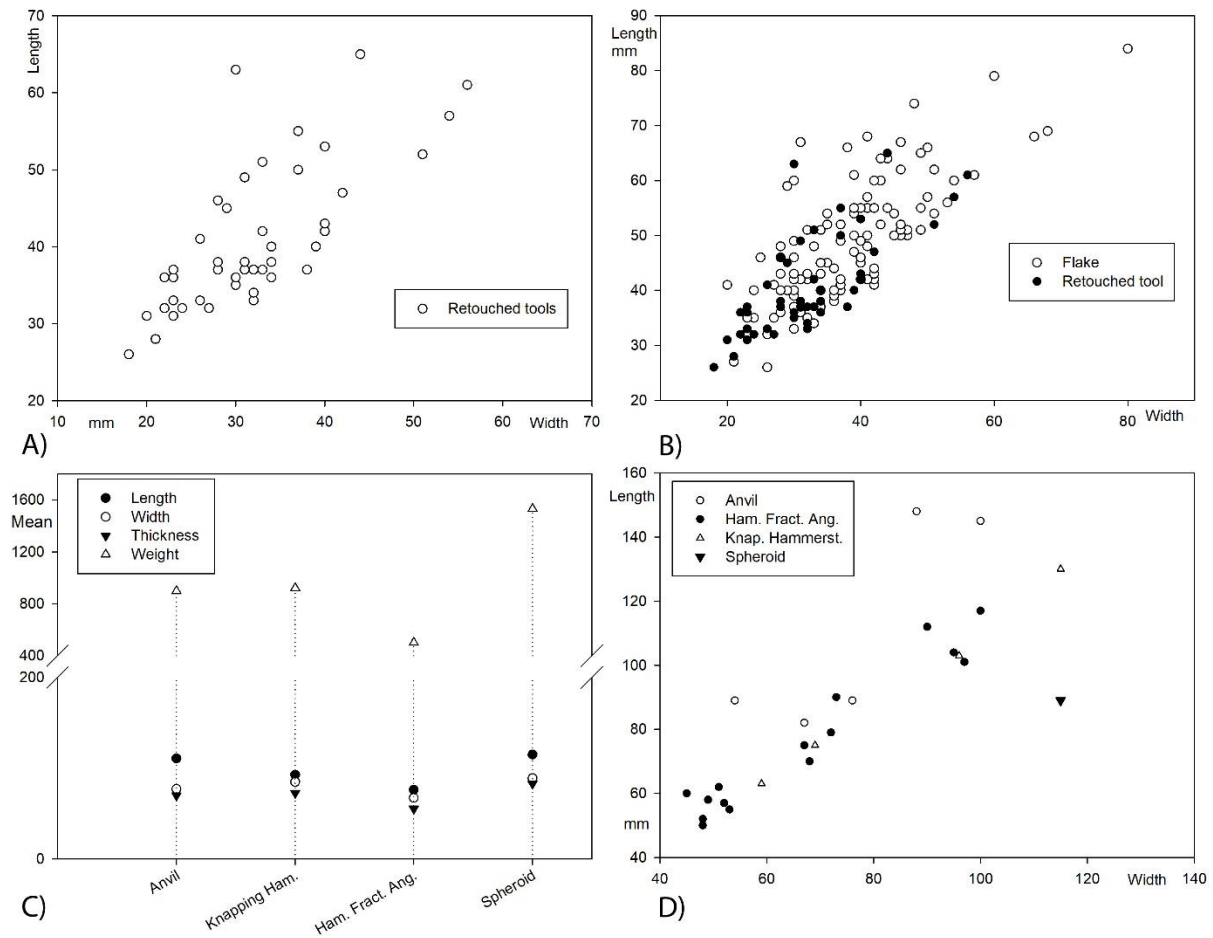 70
60
50
40
30
20
Length
Retouched tools
10
mm
20
30
40
50
60
Width
70
A)
90
80
70
60
50
40
30
20
Length
mm
Flake
Retouched tool
20
40
60
80
Width
B)
1600
Mean
1200
800
400
200
0
Length
Width
Thickness
Weight
Anvil
Knapping Ham.
Ham. Fract. Ang.
Spheroid
C)
160
Length
140
120
100
80
60
mm
40
Anvil
Ham. Fract. Ang.
Knap. Hammerst.
Spheroid
40
60
80
100
120
Width
140
D)